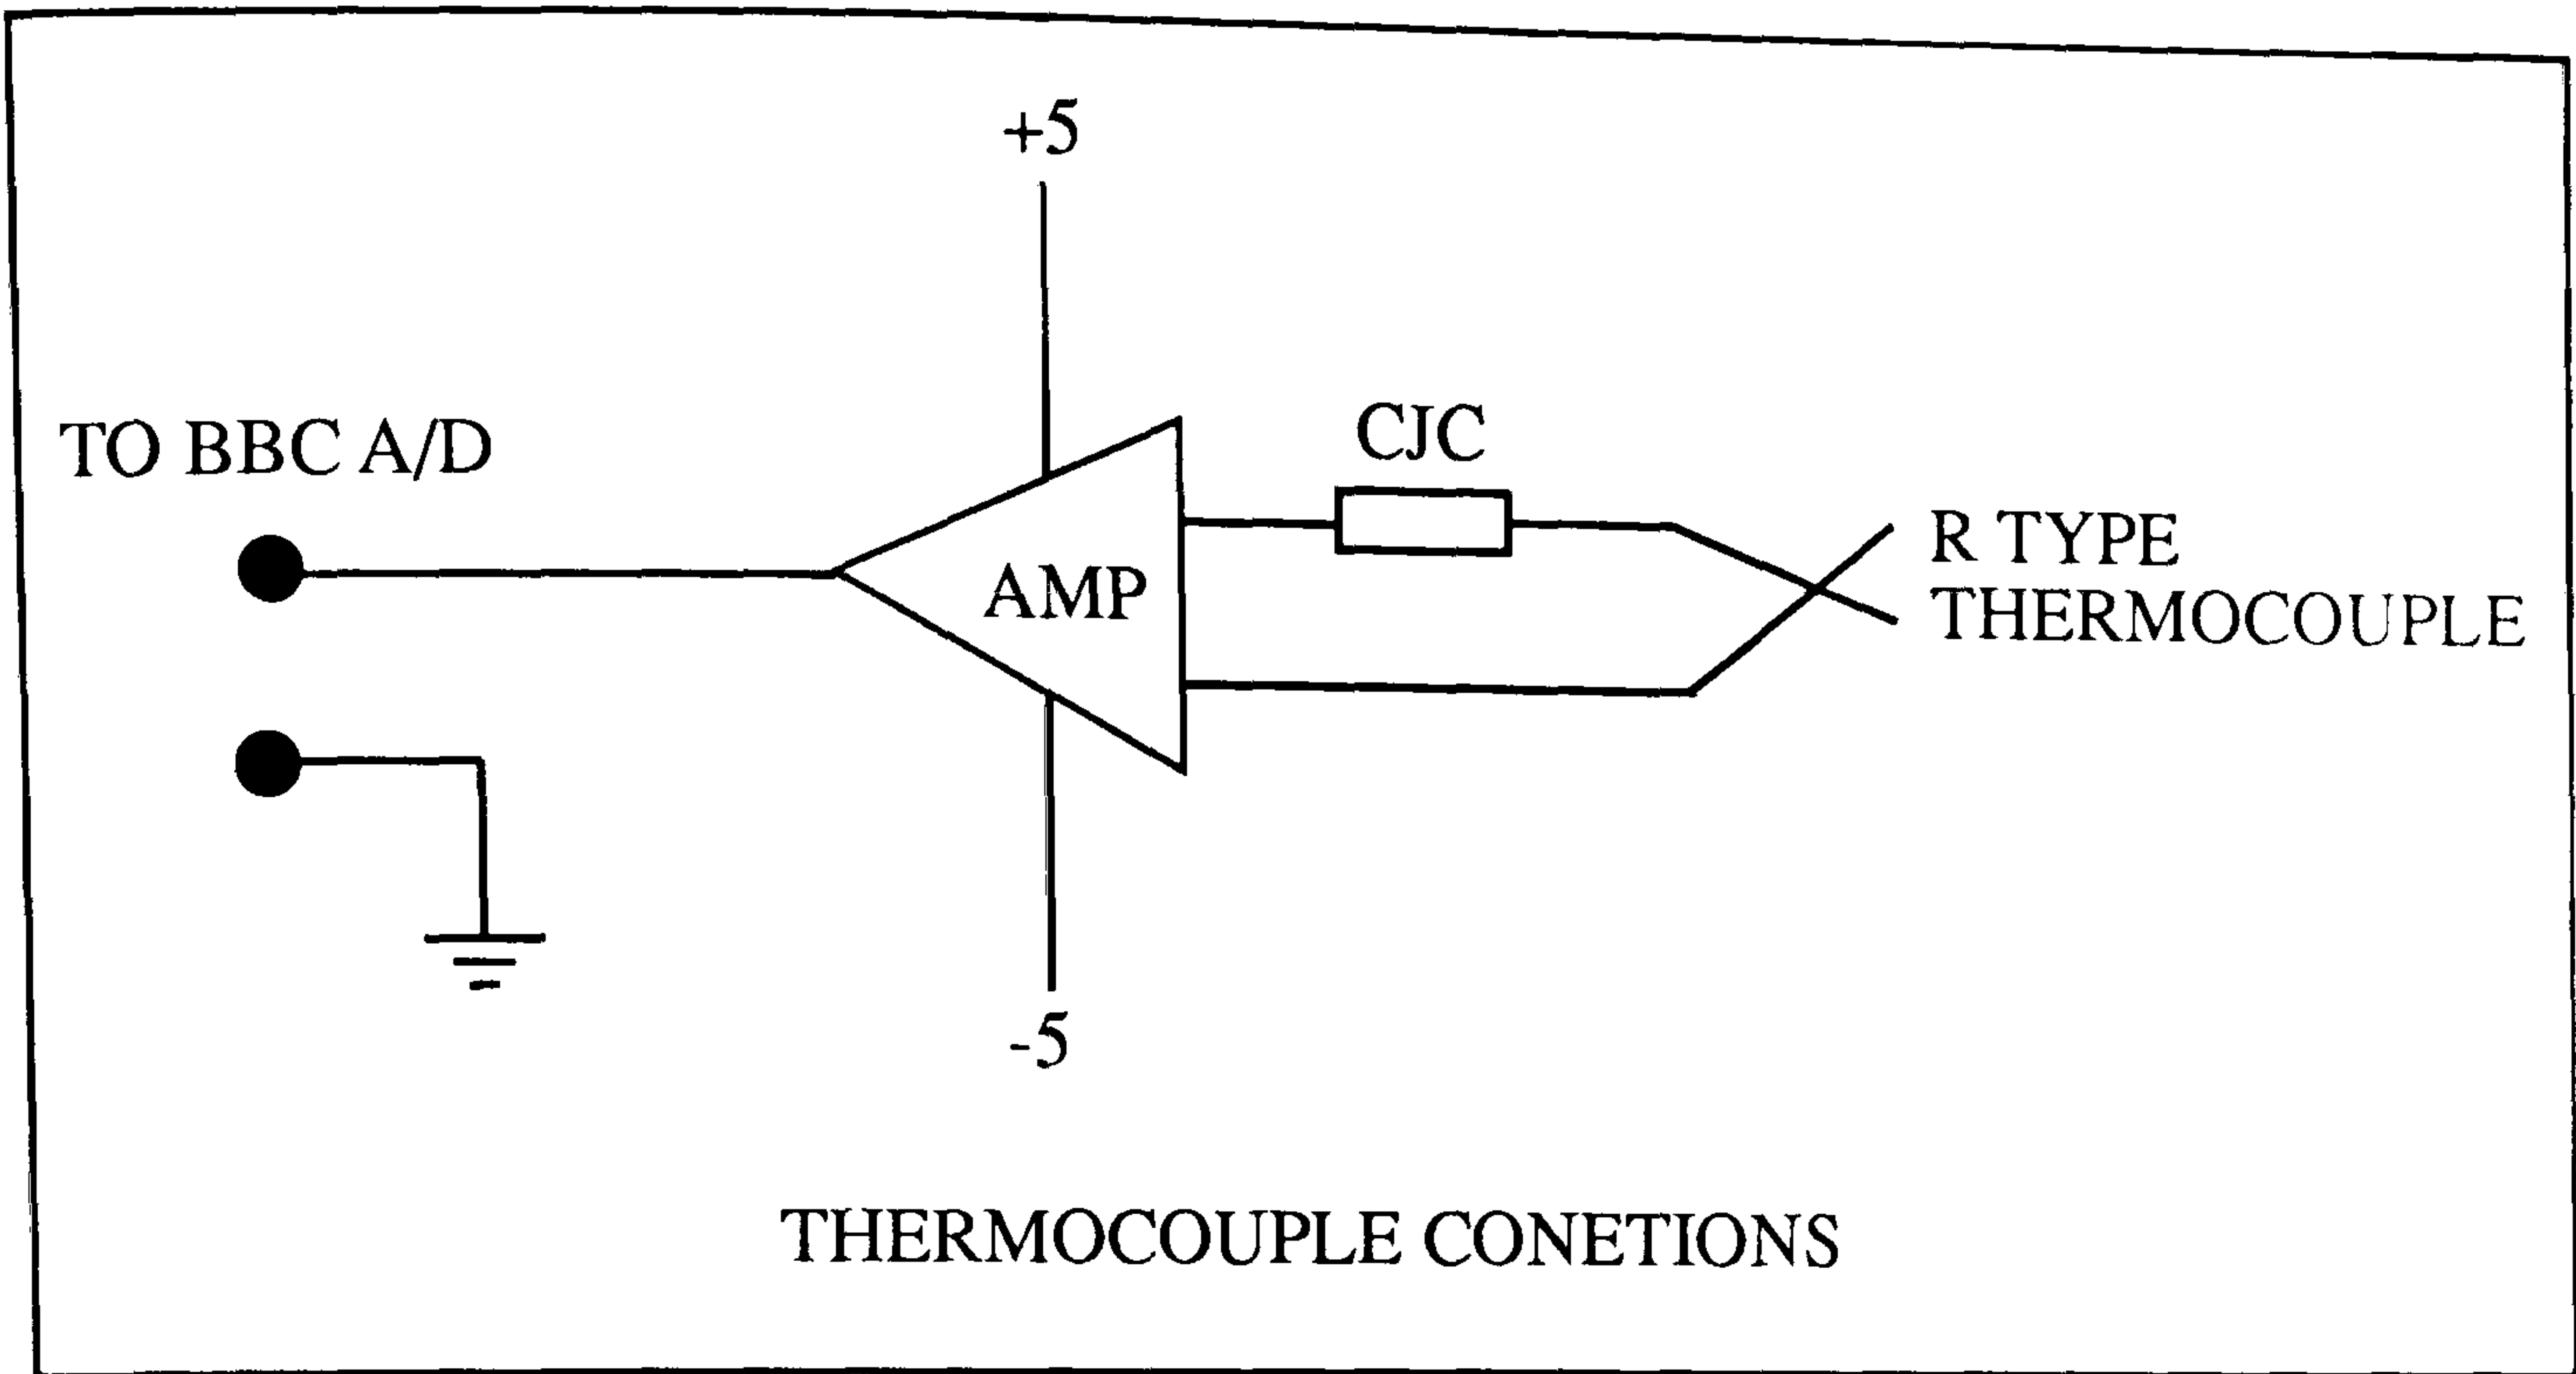 +5
TO BBC A/D
CJC
AMP
R TYPE
THERMOCOUPLE
-5
THERMOCOUPLE CONETIONS